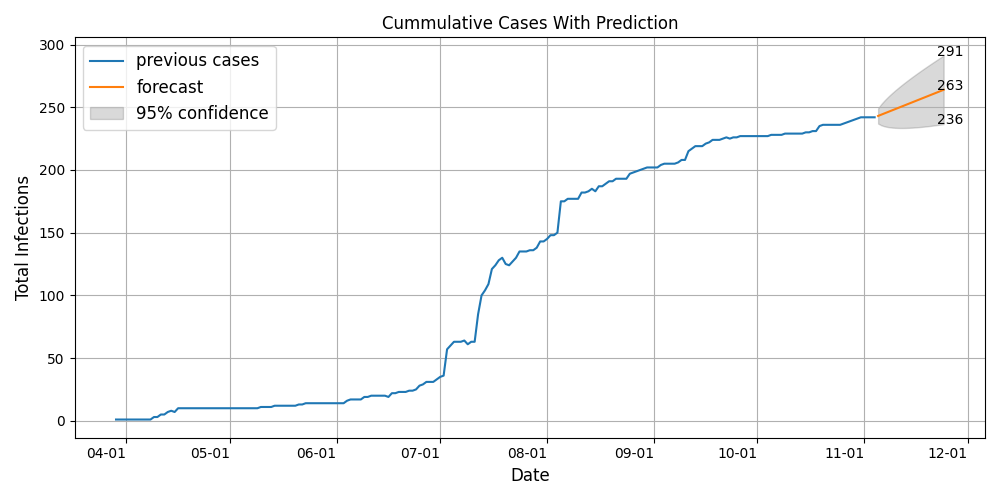 Cummulative Cases With Prediction
previous cases
forecast
95% confidence
291
263
236
Total Infections
300
250
200
150
100
50
0
04-01 05-01 06-01 07-01 08-01 09-01 10-01 11-01 12-01
Date